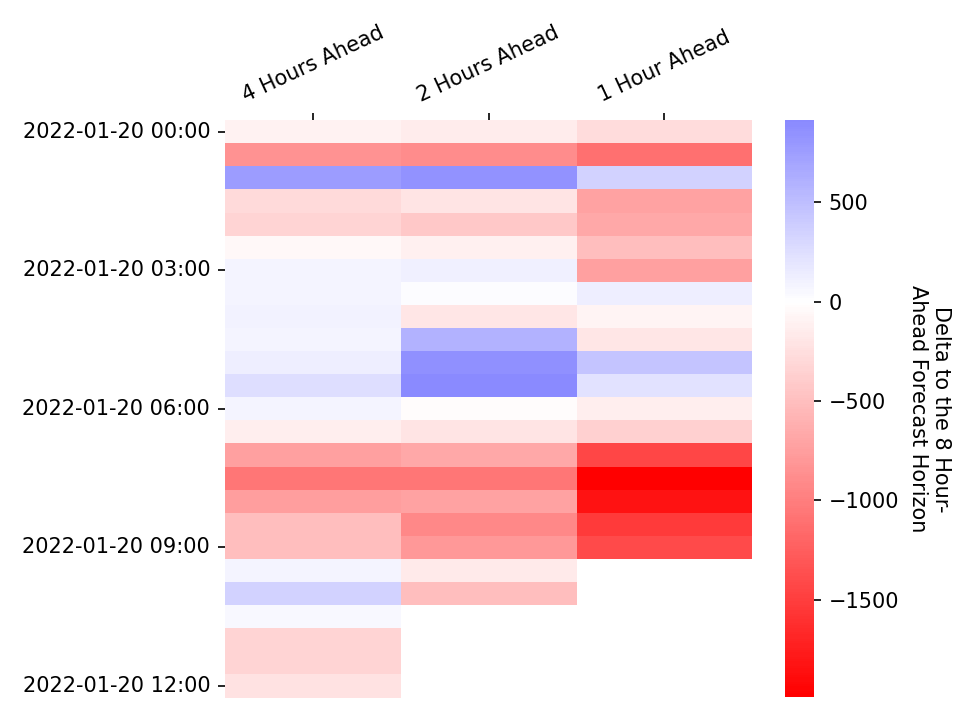 4 Hours Ahead
2 Hours Ahead
1 Hour Ahead
2022-01-20 00:00
2022-01-20 03:00
2022-01-20 06:00
2022-01-20 09:00
2022-01-20 12:00
500
0
−500
−1000
−1500
Delta to the 8 Hour-
Ahead Forecast Horizon